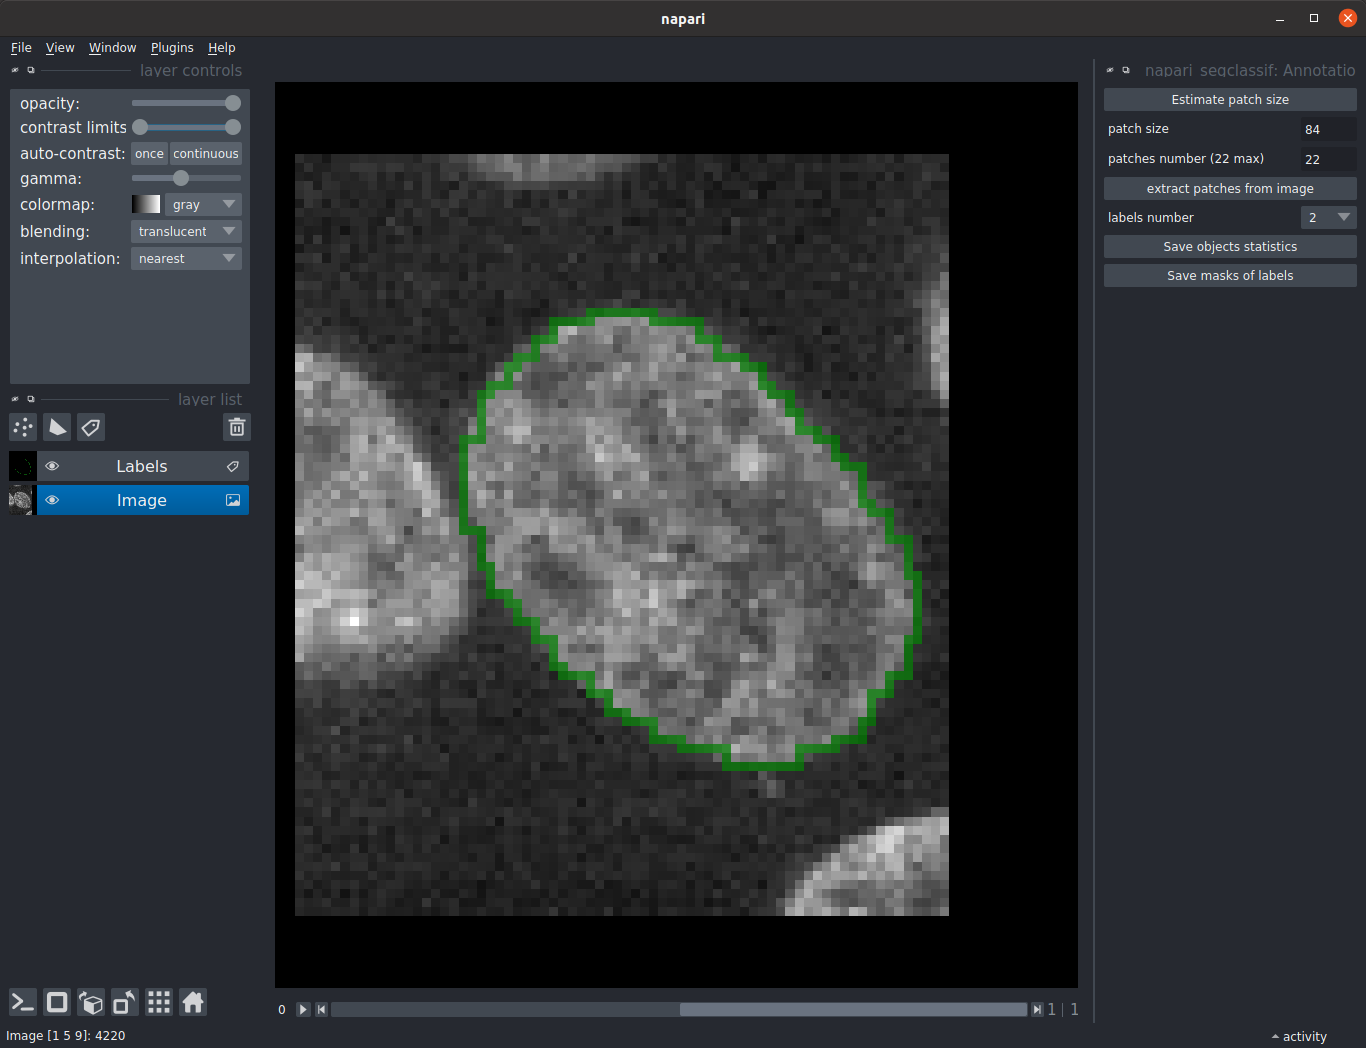 napari
File View Window Plugins Help
layer controls
opacity:
contrast limits
auto-contrast: once continuous
gamma:
colormap: gray
blending: translucent
interpolation: nearest
layer list
Labels
Image
napari_seqclassif: Annotatio
Estimate patch size
patch size 84
patches number (22 max) 22
extract patches from image
labels number 2
Save objects statistics
Save masks of labels
0 1 | 1
Image [1 5 9]: 4220
activity